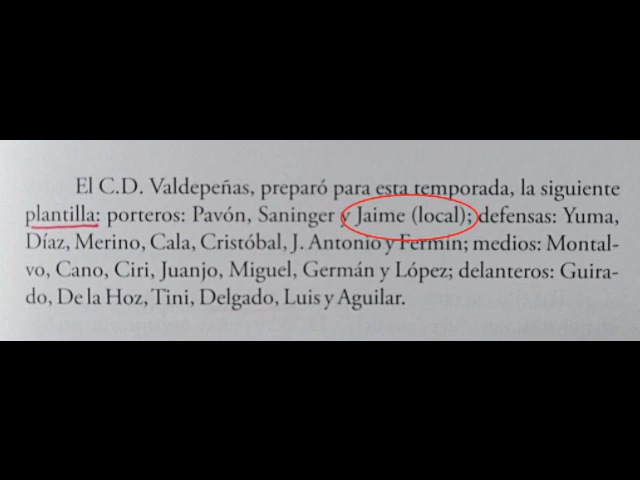 El C.D. Valdepeñas, preparó para esta temporada, la siguiente
plantilla: porteros: Pavón, Saninger y Jaime (local); defensas: Yuma,
Díaz, Merino, Cala, Cristóbal, J. Antonio y Fermín; medios: Montal-
vo, Cano, Ciri, Juanjo, Miguel, Germán y López; delanteros: Guira-
do, De la Hoz, Tini, Delgado, Luis y Aguilar.